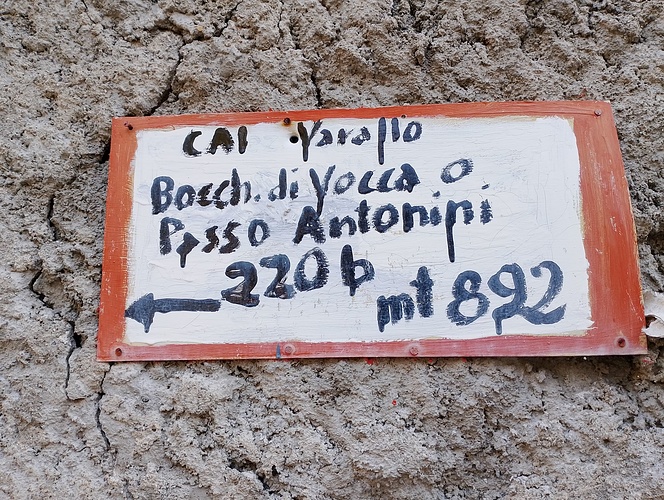 CAI Varallo
Bocch. di Vocca o
Passo Antonini
220 b
mt 892